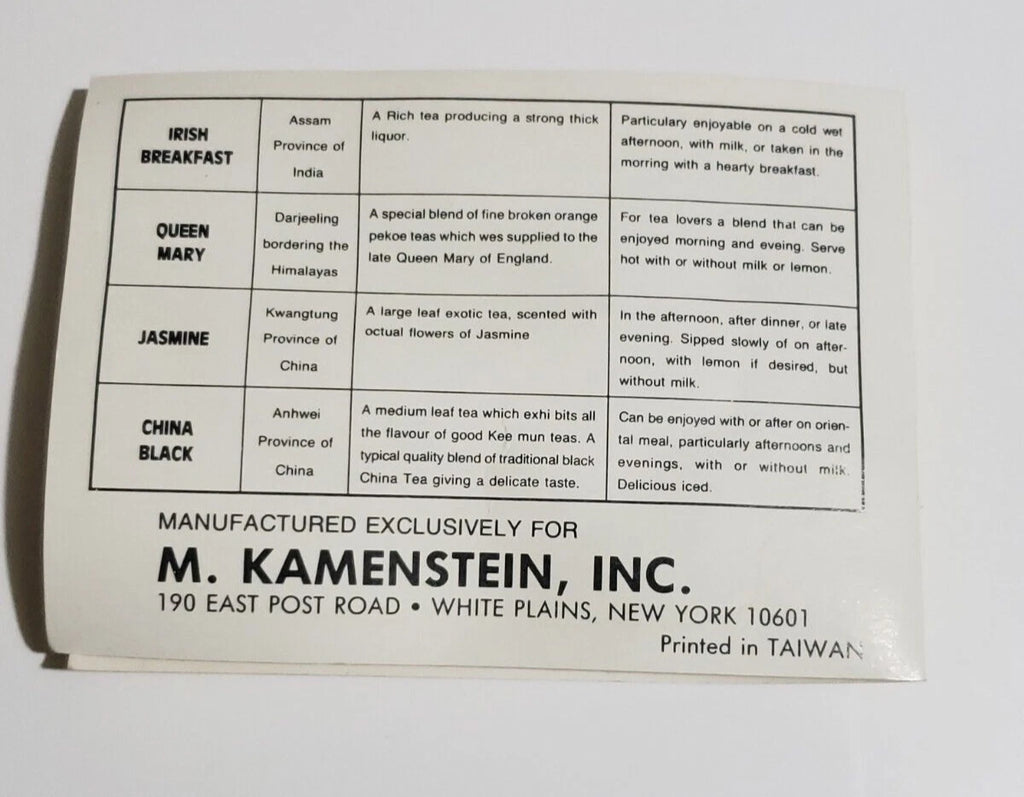 IRISH
BREAKFAST
Assam
Province of
India
A Rich tea producing a strong thick
liquor.
Particulary enjoyable on a cold wet
afternoon, with milk, or taken in the
morring with a hearty breakfast.
QUEEN
MARY
Darjeeling
bordering the
Himalayas
A special blend of fine broken orange
pekoe teas which wes supplied to the
late Queen Mary of England.
For tea lovers a blend that can be
enjoyed morning and eveing. Serve
hot with or without milk or lemon.
JASMINE
Kwangtung
Province of
China
A large leaf exotic tea, scented with
octual flowers of Jasmine
In the afternoon, after dinner, or late
evening. Sipped slowly of on after-
noon, with lemon if desired, but
without milk.
CHINA
BLACK
Anhwei
Province of
China
A medium leaf tea which exhi bits all
the flavour of good Kee mun teas. A
typical quality blend of traditional black
China Tea giving a delicate taste.
Can be enjoyed with or after on orien-
tal meal, particularly afternoons and
evenings, with or without milk.
Delicious iced.
MANUFACTURED EXCLUSIVELY FOR
M. KAMENSTEIN, INC.
190 EAST POST ROAD • WHITE PLAINS, NEW YORK 10601
Printed in TAIWAN